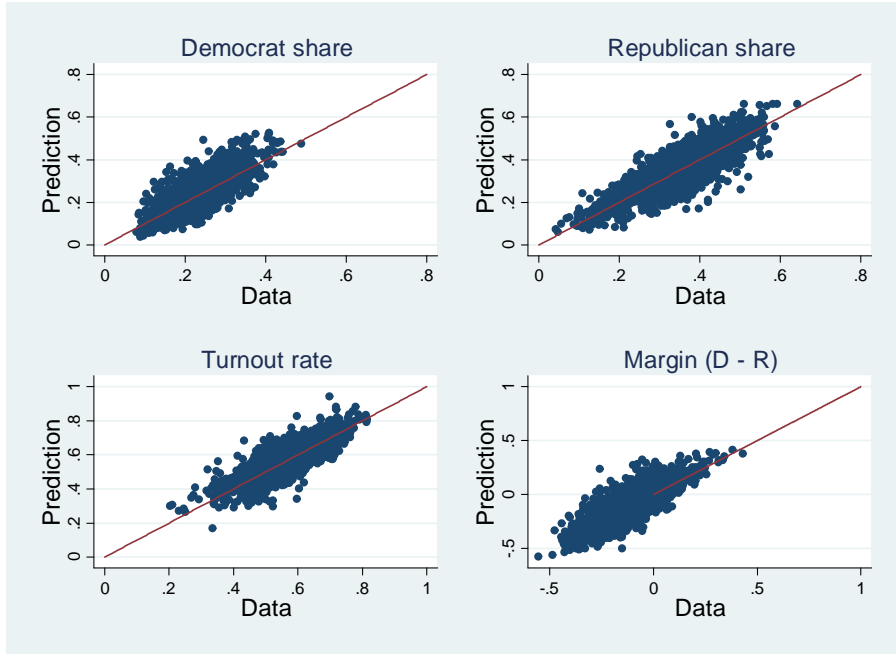 Democrat share
Prediction
0 .2 .4 .6 .8
0 .2 .4 .6 .8
Data
Republican share
Prediction
0 .2 .4 .6 .8
0 .2 .4 .6 .8
Data
Turnout rate
Prediction
0 .2 .4 .6 .8 1
0 .2 .4 .6 .8 1
Data
Margin (D - R)
Prediction
-.5 0 .5 1
-.5 0 .5 1
Data